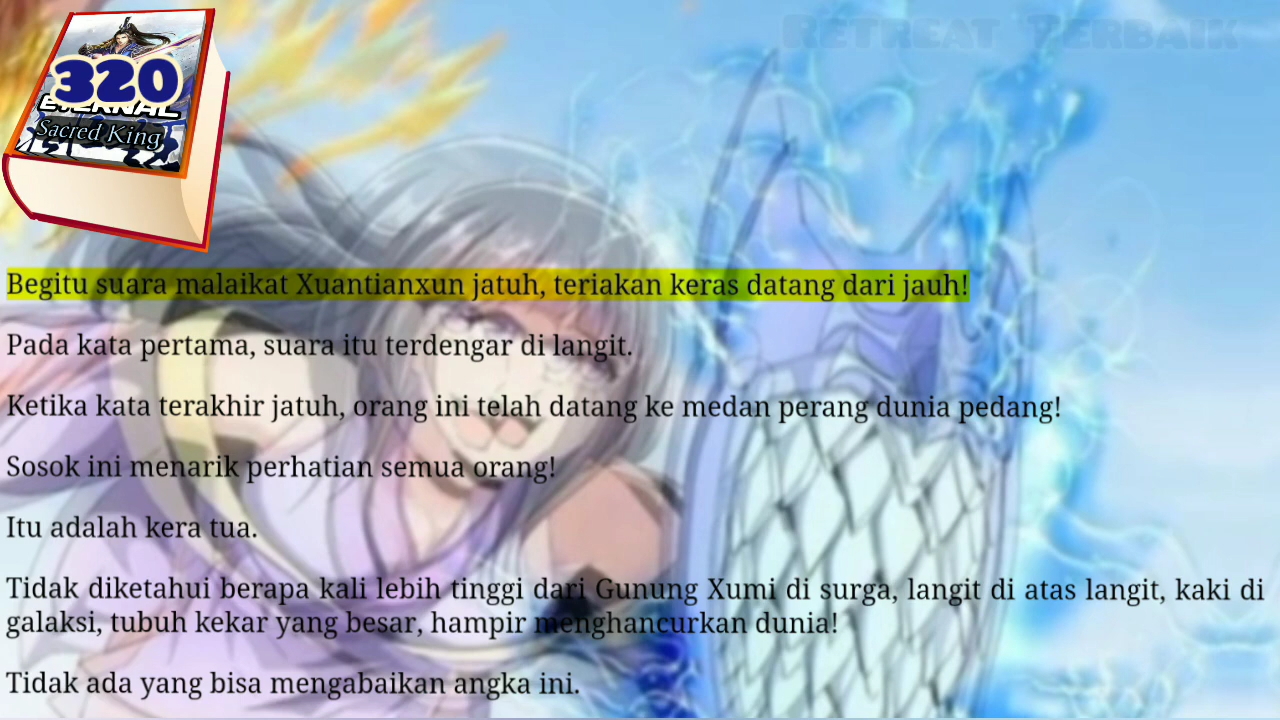 Retreat Terbaik
320
ETERNAL
Sacred King
Begitu suara malaikat Xuantianxun jatuh, teriakan keras datang dari jauh!
Pada kata pertama, suara itu terdengar di langit.
Ketika kata terakhir jatuh, orang ini telah datang ke medan perang dunia pedang!
Sosok ini menarik perhatian semua orang!
Itu adalah kera tua.
Tidak diketahui berapa kali lebih tinggi dari Gunung Xumi di surga, langit di atas langit, kaki di
galaksi, tubuh kekar yang besar, hampir menghancurkan dunia!
Tidak ada yang bisa mengabaikan angka ini.